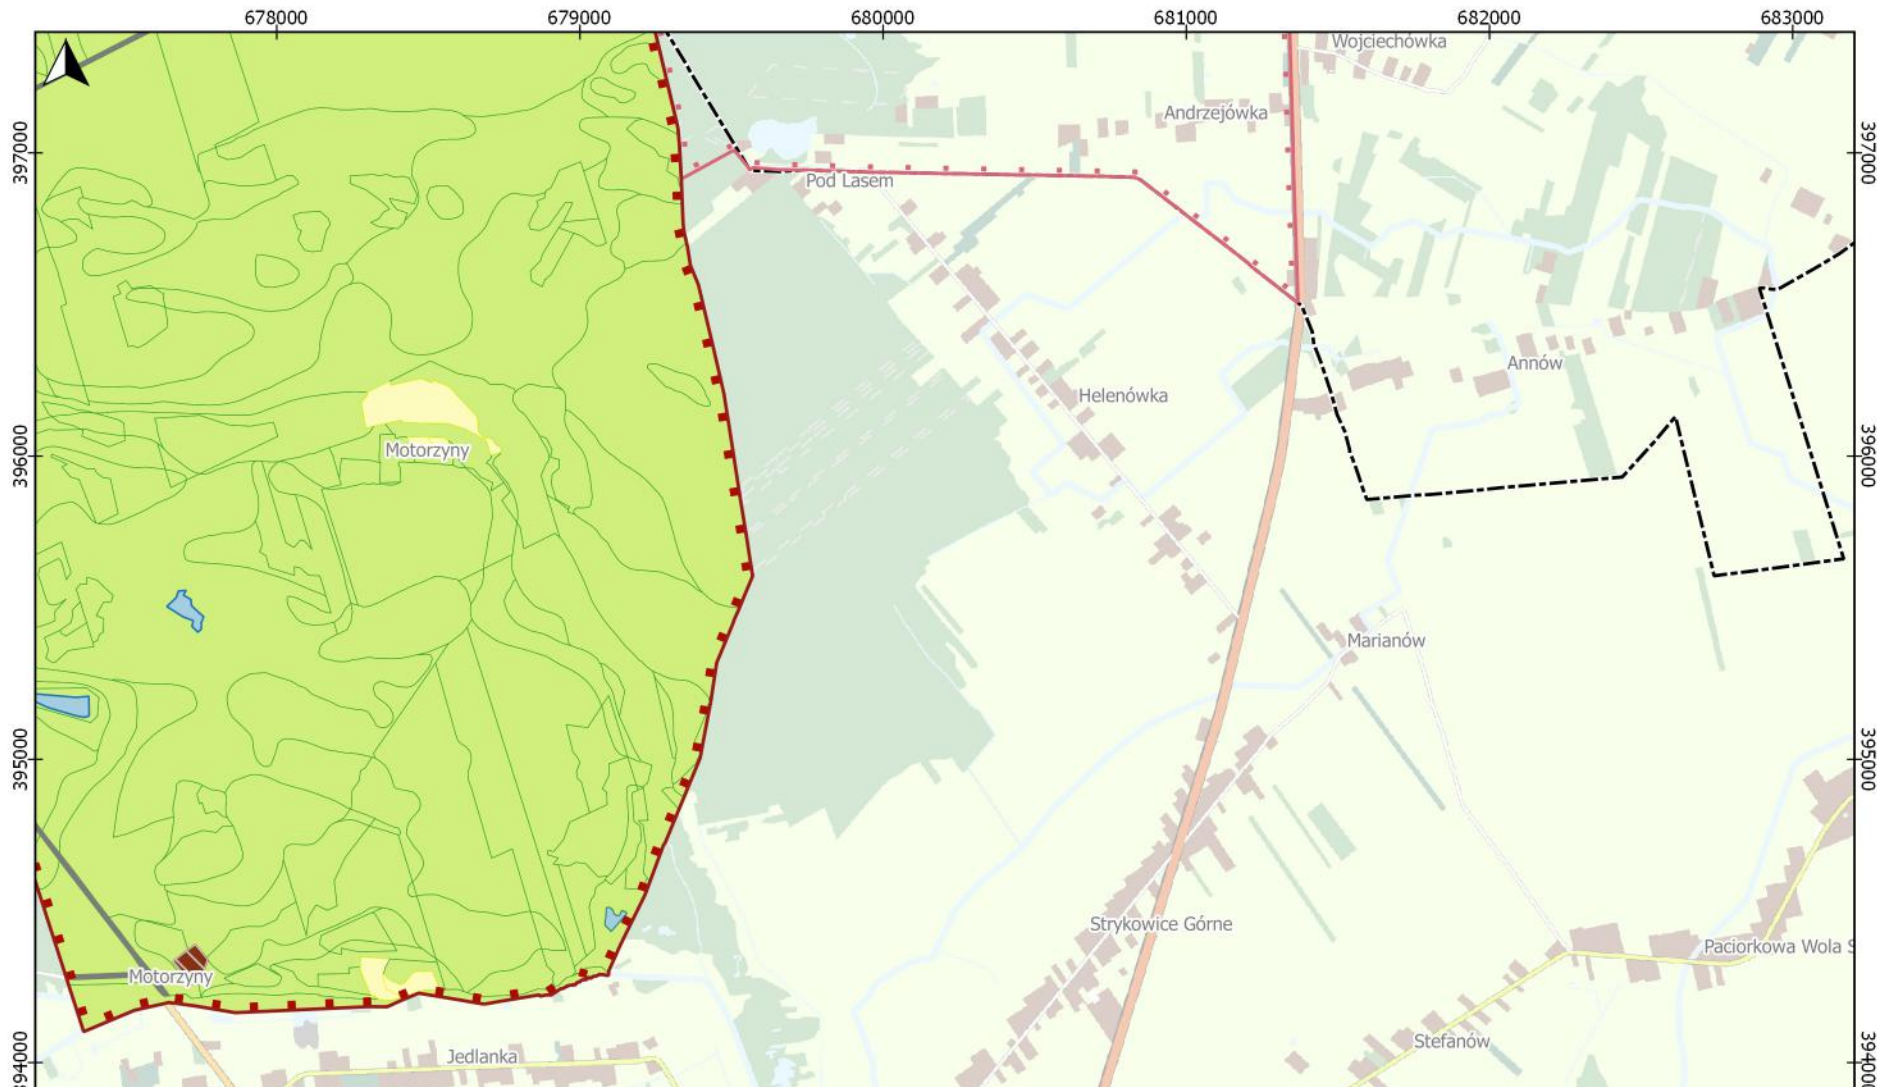 678000
679000
680000
681000
682000
683000
Wojciechówka
Andrzejówka
397000
397000
Pod Lasem
Annów
Helenówka
Motorzyny
396000
396000
Marianów
395000
395000
Strykowice Górne
Paciorkowa Wola S
Motorzyny
Stefanów
Jedlanka
394000
394000